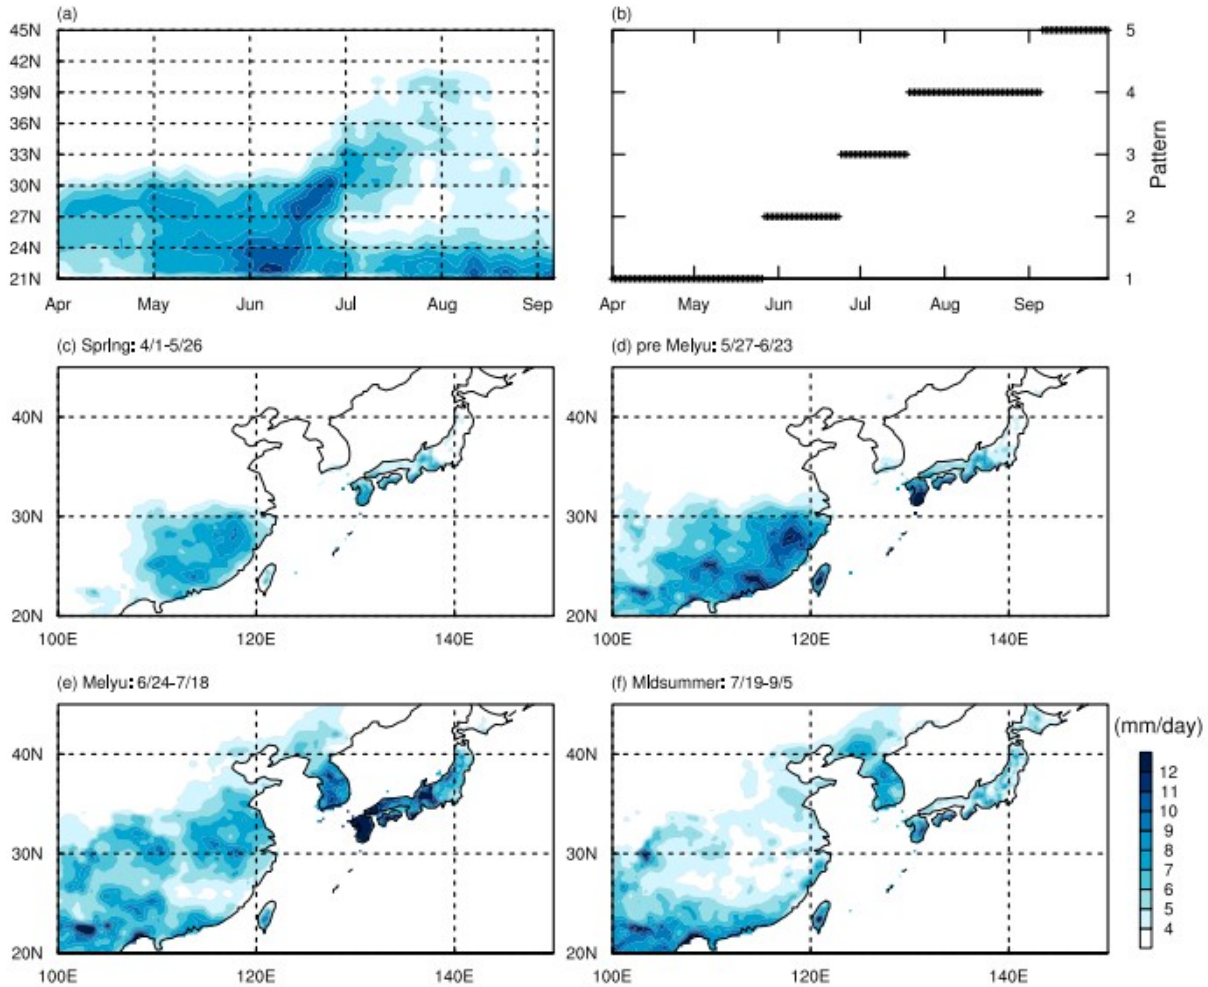 (a)
45N
42N
39N
36N
33N
30N
27N
24N
21N
Apr May Jun Jul Aug Sep
(b)
5
4
3
2
1
Pattern
Apr May Jun Jul Aug Sep
(c) Spring: 4/1-5/26
40N
30N
20N
100E 120E 140E
(d) pre Meiyu: 5/27-6/23
40N
30N
20N
100E 120E 140E
(e) Meiyu: 6/24-7/18
40N
30N
20N
100E 120E 140E
(f) Midsummer: 7/19-9/5
40N
30N
20N
100E 120E 140E
(mm/day)
12
11
10
9
8
7
6
5
4